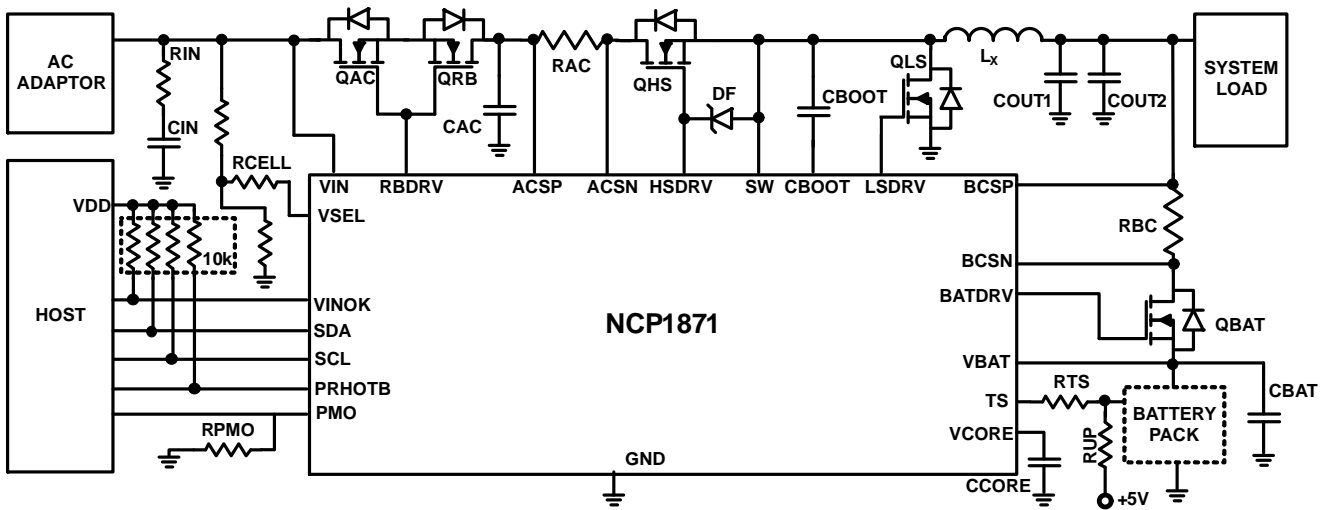 AC
ADAPTOR
RIN
CIN
QAC
QRB
CAC
RAC
QHS
DF
CBOOT
QLS
LX
COUT1
COUT2
SYSTEM
LOAD
RCELL
VIN
RBDRV
ACSP
ACSN
HSDRV
SW
CBOOT
LSDRV
BCSP
VDD
VSEL
RBC
10k
BCSN
HOST
VINOK
NCP1871
BATDRV
QBAT
SDA
SCL
VBAT
PRHOTB
RTS
CBAT
PMO
TS
BATTERY
PACK
RPMO
VCORE
RUP
GND
CCORE
+5V